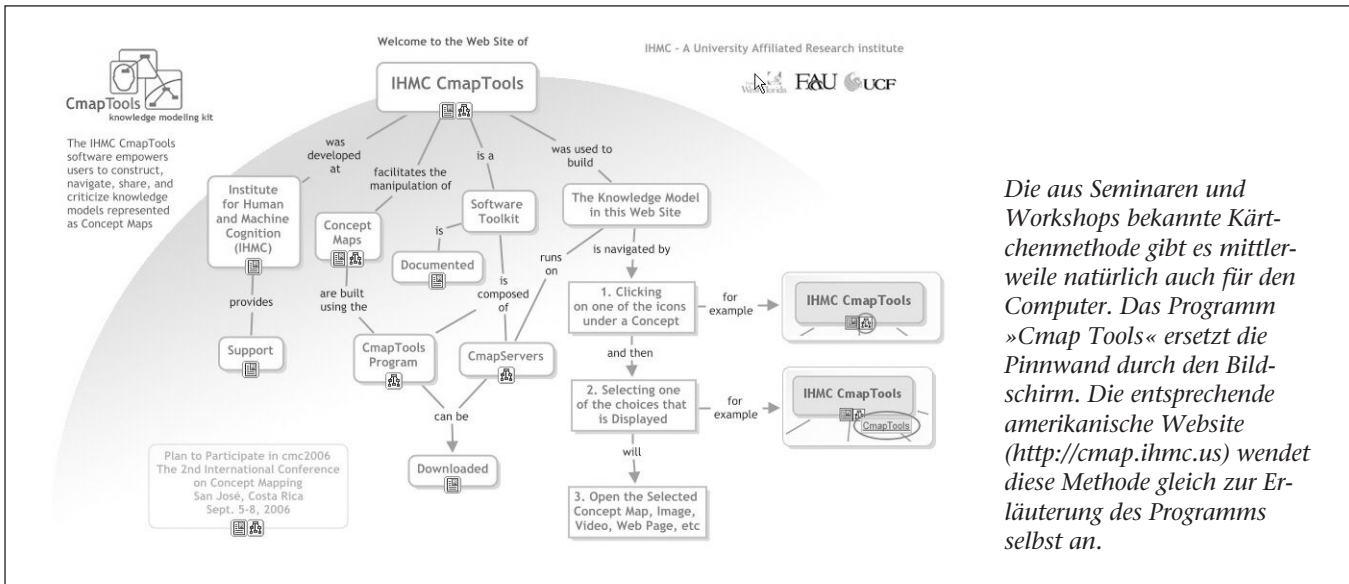 Welcome to the Web Site of
IHMC - A University Affiliated Research institute
IHMC CmapTools
FAU
UCF
CmapTools
knowledge modeling kit
The IHMC CmapTools
software empowers
users to construct,
navigate, share, and
criticize knowledge
models represented
as Concept Maps
was
developed
at
facilitates the
manipulation of
is a
was used to
build
Institute
for Human
and Machine
Cognition
(IHMC)
Concept
Maps
Software
Toolkit
The Knowledge Model
in this Web Site
is
Documented
is
composed
of
runs
on
is navigated by
provides
are built
using the
Support
CmapTools
Program
CmapServers
can be
Downloaded
1. Clicking
on one of the icons
under a Concept
for
example
IHMC CmapTools
and then
2. Selecting one
of the choices that
is Displayed
for
example
IHMC CmapTools
CmapTools
will
3. Open the Selected
Concept Map, Image,
Video, Web Page, etc
Plan to Participate in cmc2006
The 2nd International Conference
on Concept Mapping
San José, Costa Rica
Sept. 5-8, 2006
Die aus Seminaren und
Workshops bekannte Kärt-
chenmethode gibt es mittler-
weile natürlich auch für den
Computer. Das Programm
»Cmap Tools« ersetzt die
Pinnwand durch den Bild-
schirm. Die entsprechende
amerikanische Website
(http://cmap.ihmc.us) wendet
diese Methode gleich zur Er-
läuterung des Programms
selbst an.